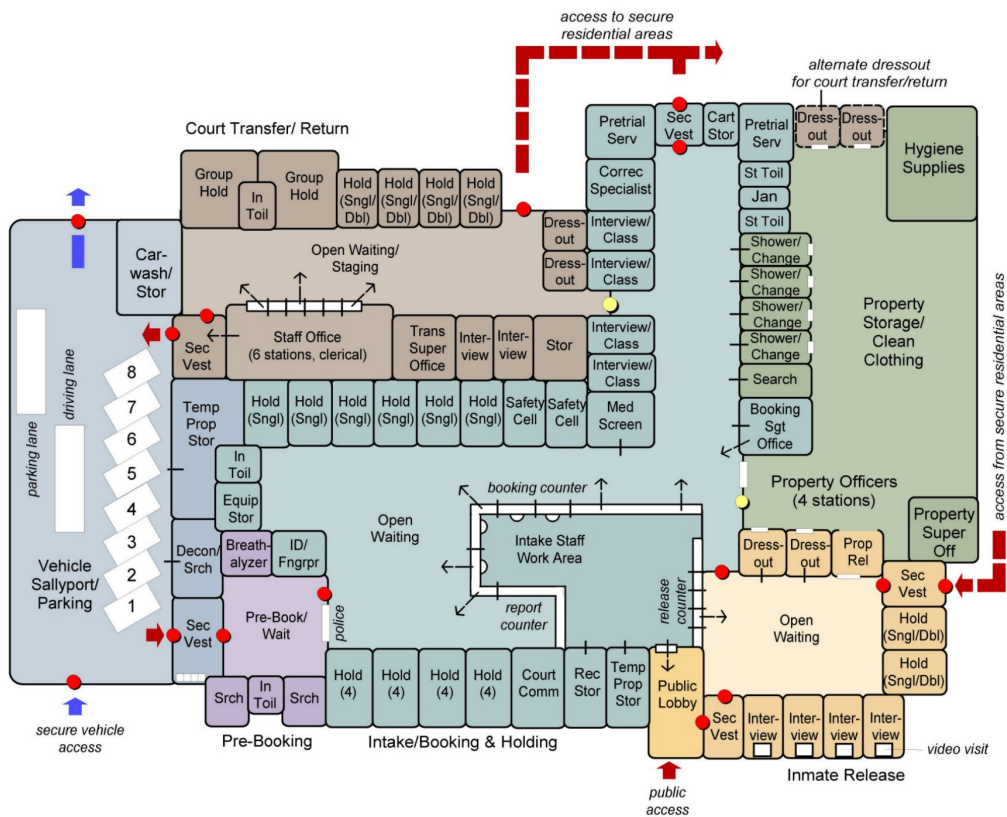 access to secure
residential areas
alternate dressout
for court transfer/return
Court Transfer/ Return
Group
Hold
In
Toil
Group
Hold
Hold
(Sngl/
Dbl)
Hold
(Sngl/
Dbl)
Hold
(Sngl/
Dbl)
Hold
(Sngl/
Dbl)
Pretrial
Serv
Sec
Vest
Cart
Stor
Pretrial
Serv
Dress-
out
Dress-
out
Hygiene
Supplies
Correc
Specialist
St Toil
Jan
St Toil
Car-
wash/
Stor
Open Waiting/
Staging
Dress-
out
Dress-
out
Interview/
Class
Interview/
Class
Shower/
Change
Shower/
Change
Shower/
Change
Shower/
Change
Search
Property
Storage/
Clean
Clothing
Sec
Vest
Staff Office
(6 stations, clerical)
Trans
Super
Office
Inter-
view
Inter-
view
Stor
Interview/
Class
Interview/
Class
parking lane
driving lane
8
7
6
5
4
3
2
1
Temp
Prop
Stor
Hold
(Sngl)
Hold
(Sngl)
Hold
(Sngl)
Hold
(Sngl)
Hold
(Sngl)
Safety
Cell
Safety
Cell
Med
Screen
Booking
Sgt
Office
In
Toil
Equip
Stor
booking counter
Property Officers
(4 stations)
Property
Super
Off
access from secure residential areas
Open
Waiting
Intake Staff
Work Area
Decon/
Srch
Breath-
alyzer
ID/
Fngrpr
Dress-
out
Dress-
out
Prop
Rel
Vehicle
Sallyport/
Parking
Sec
Vest
Pre-Book/
Wait
police
report
counter
release
counter
Open
Waiting
Sec
Vest
Hold
(Sngl/Dbl)
Hold
(Sngl/Dbl)
Srch
In
Toil
Srch
Hold
(4)
Hold
(4)
Hold
(4)
Hold
(4)
Court
Comm
Rec
Stor
Temp
Prop
Stor
Public
Lobby
Sec
Vest
Inter-
view
Inter-
view
Inter-
view
Inter-
view
video visit
secure vehicle
access
Pre-Booking
Intake/Booking & Holding
public
access
Inmate Release